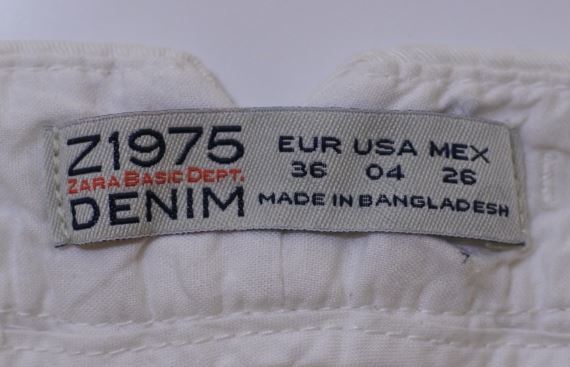 Z1975
ZARA BASIC DEPT.
DENIM
EUR USA MEX
36 04 26
MADE IN BANGLADESH